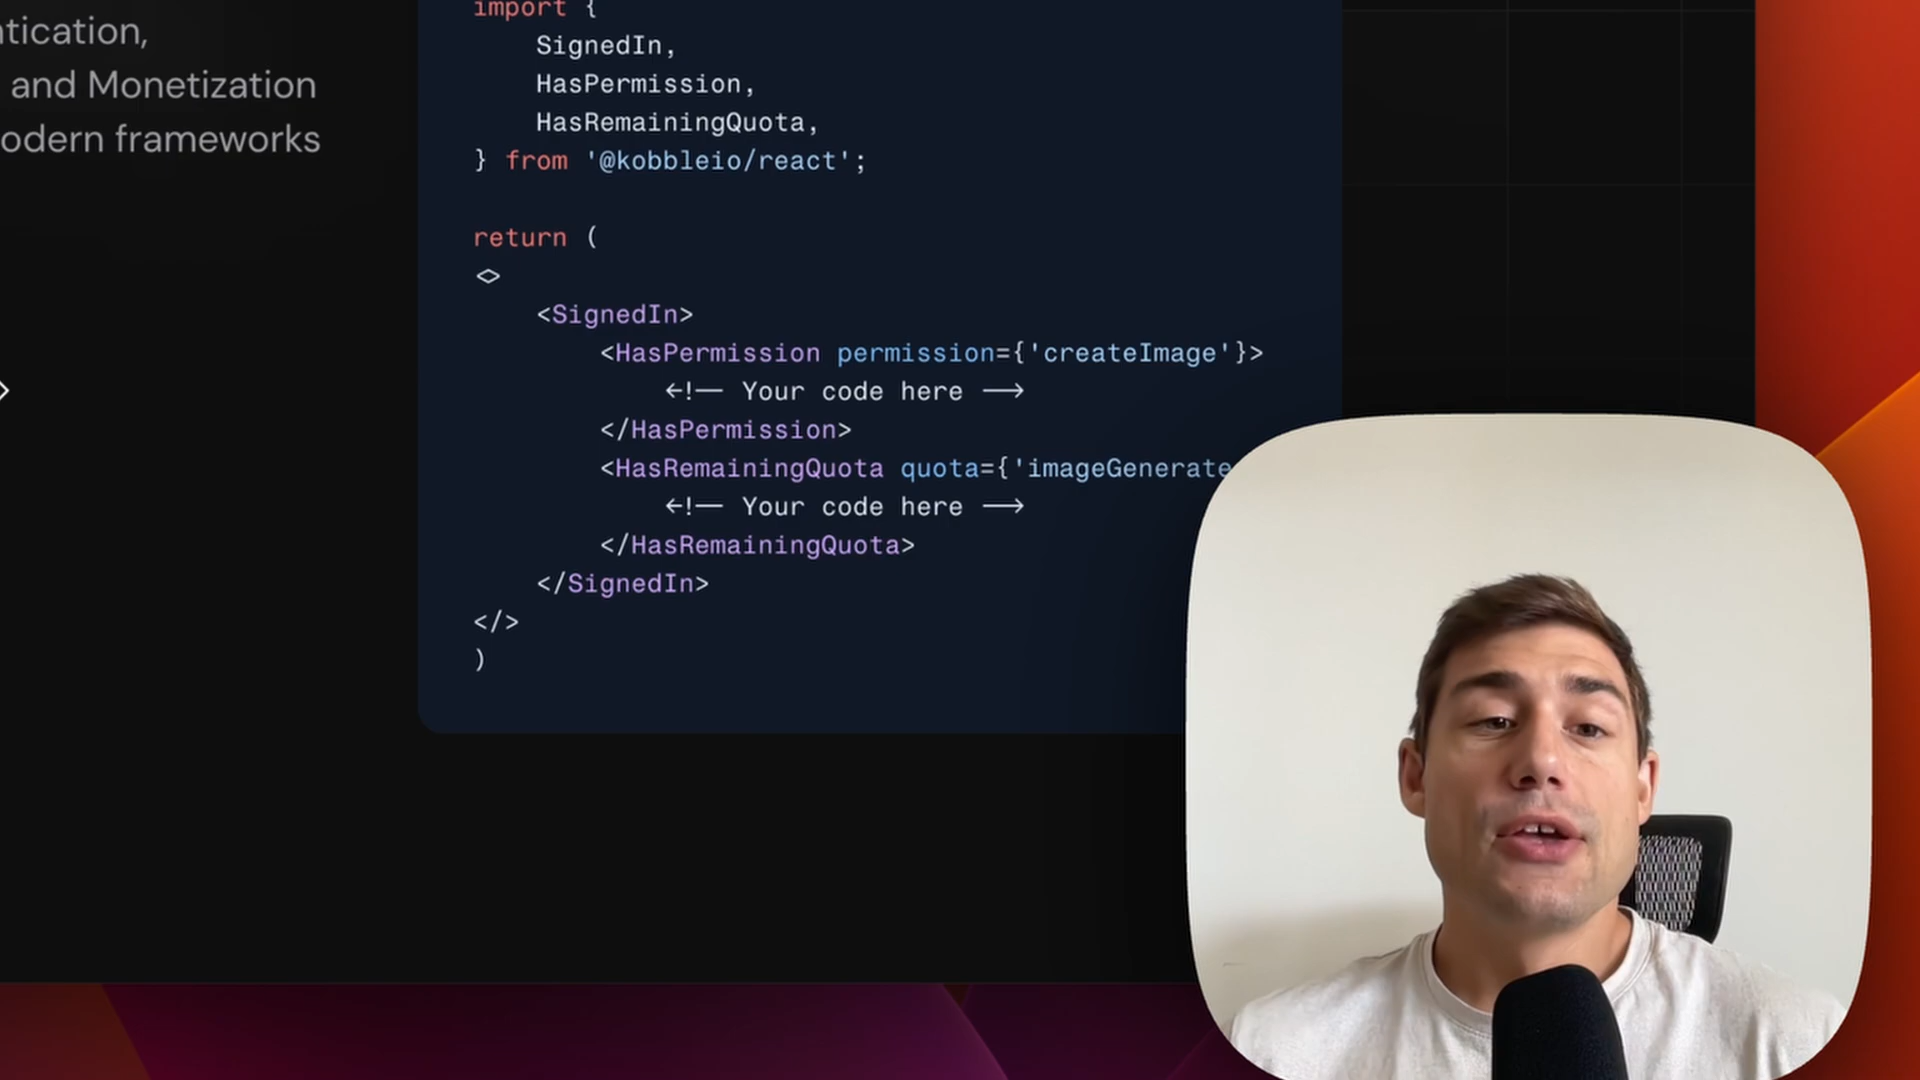 ntication,
and Monetization
odern frameworks
import {
SignedIn,
HasPermission,
HasRemainingQuota,
} from '@kobbleio/react';
return (
<>
<SignedIn>
<HasPermission permission={'createImage'}>
<!-- Your code here -->
</HasPermission>
<HasRemainingQuota quota={'imageGenerate
<!-- Your code here -->
</HasRemainingQuota>
</SignedIn>
</>
)